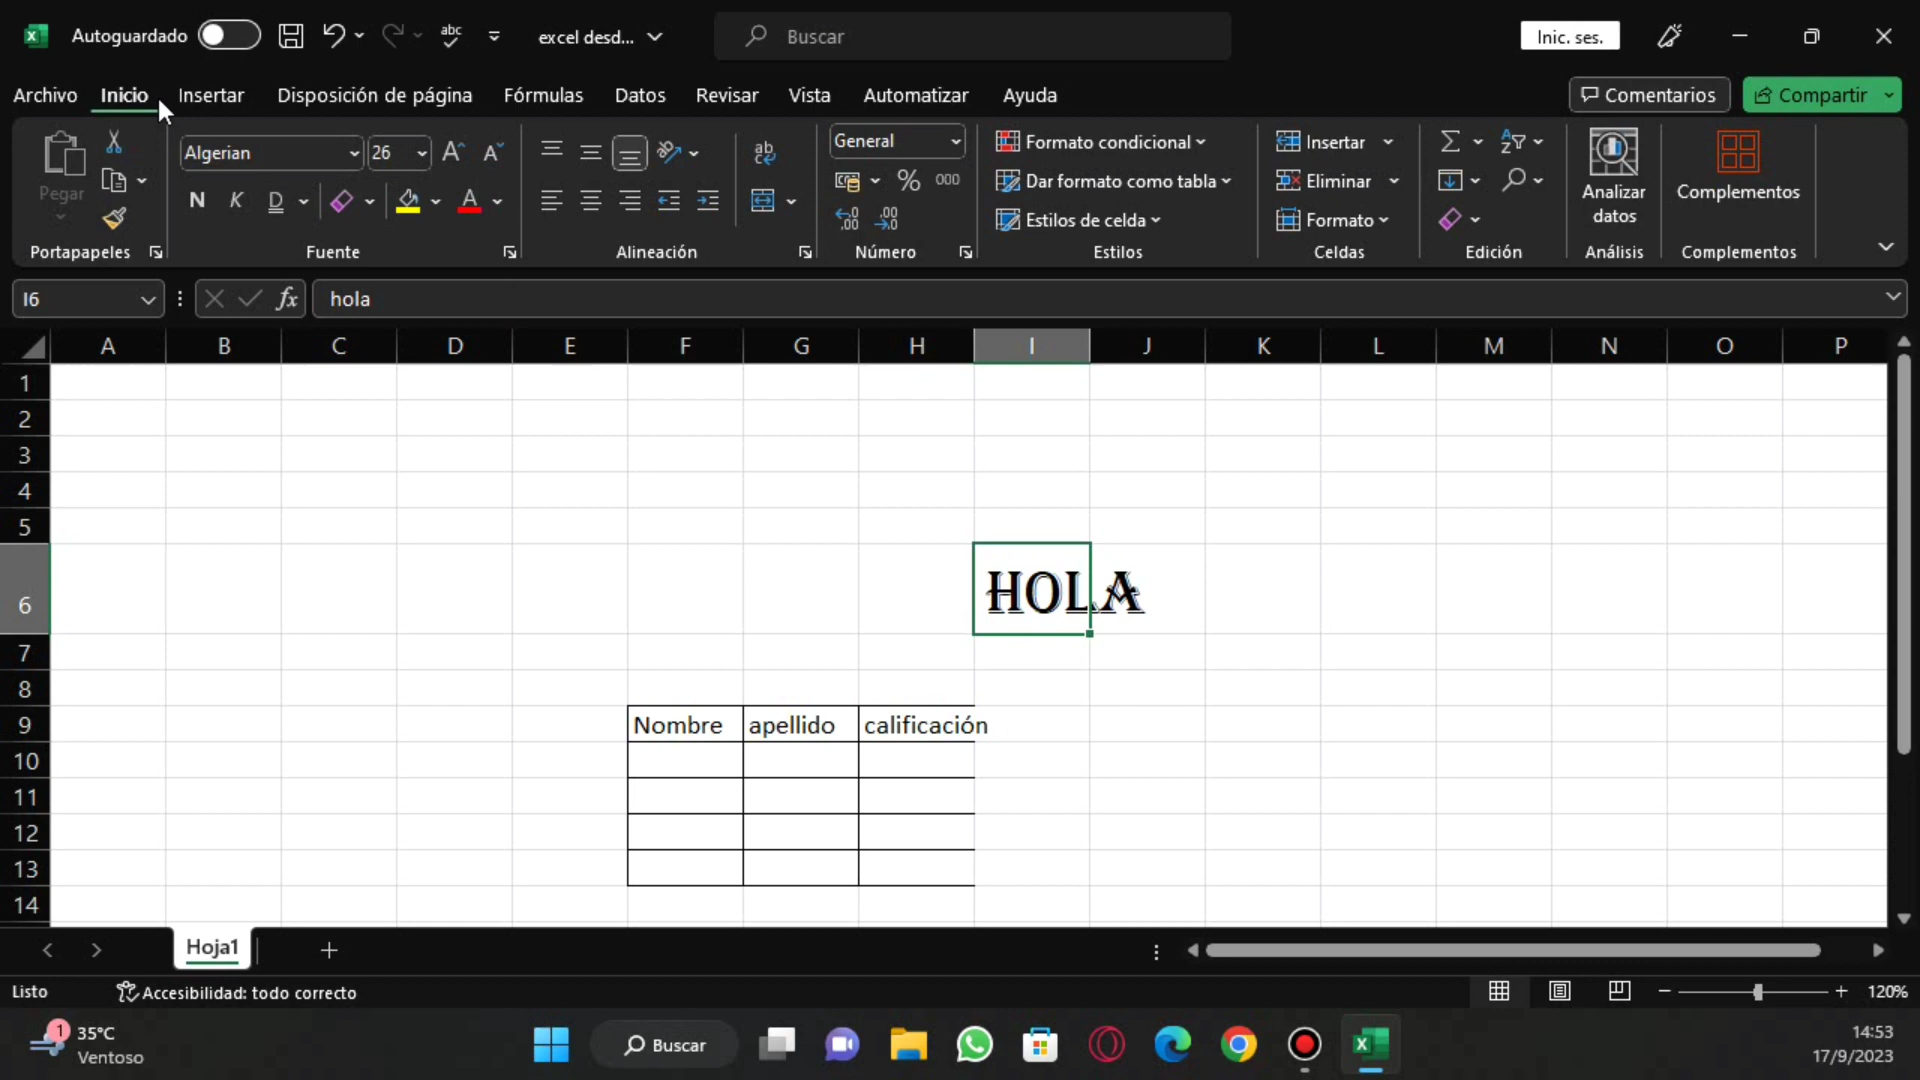 Autoguardado excel desd... Buscar Inic. ses.
Archivo Inicio Insertar Disposición de página Fórmulas Datos Revisar Vista Automatizar Ayuda Comentarios Compartir
Pegar Algerian 26 General Formato condicional Insertar
N K D A % 000 Dar formato como tabla Eliminar Analizar datos Complementos
Estilos de celda Formato
Portapapeles Fuente Alineación Número Estilos Celdas Edición Análisis Complementos
I6 fx hola
A B C D E F G H I J K L M N O P
1
2
3
4
5
6 HOLA
7
8
9 Nombre apellido calificación
10
11
12
13
14
Hoja1
Listo Accesibilidad: todo correcto 120%
1 35°C Buscar 14:53
Ventoso 17/9/2023